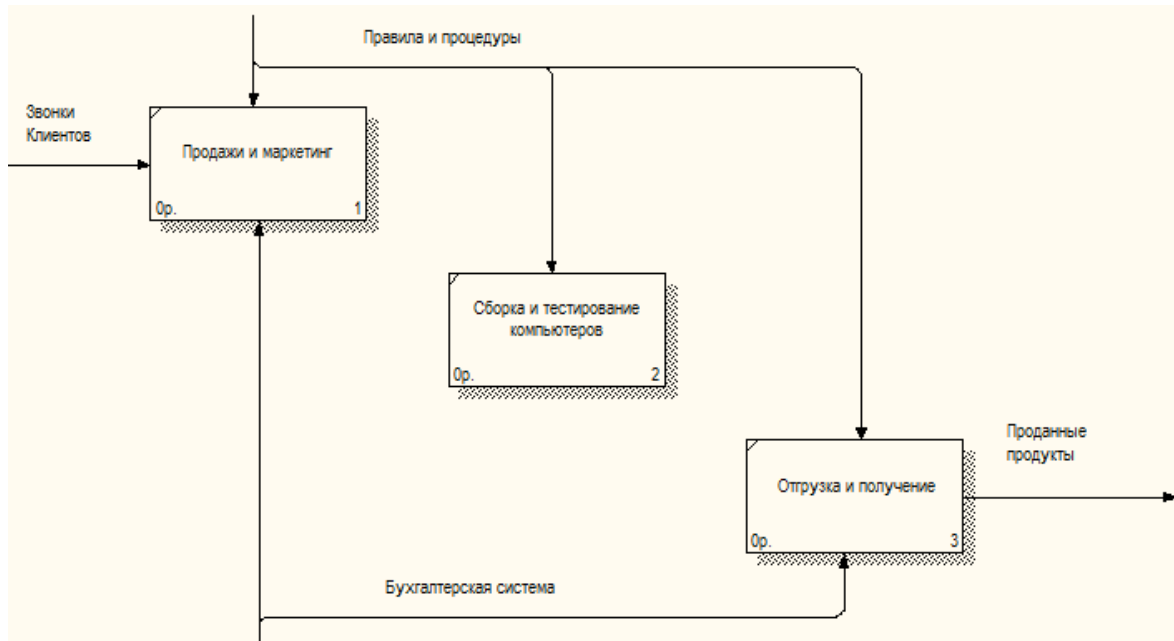 Правила и процедуры
Звонки
Клиентов
Продажи и маркетинг
0р. 1
Сборка и тестирование
компьютеров
0р. 2
Проданные
продукты
Отгрузка и получение
0р. 3
Бухгалтерская система